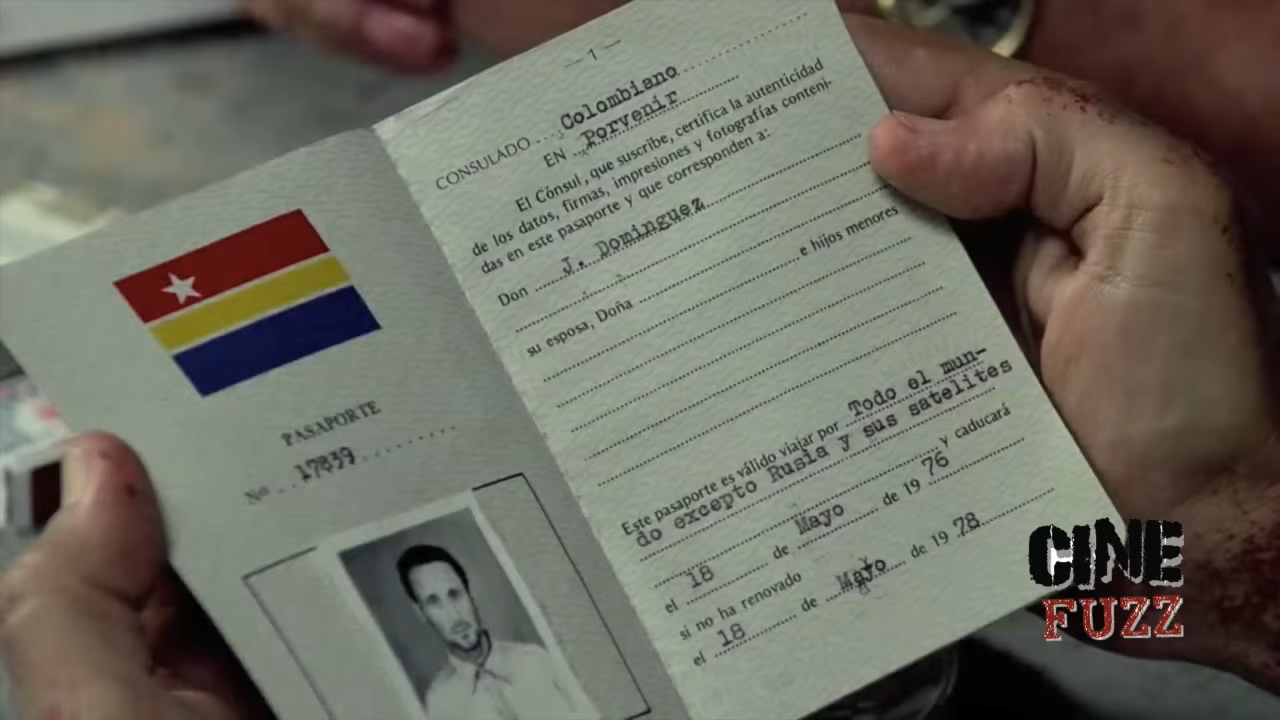 PASAPORTE
Nº...17839........
— 1 —
CONSULADO ...Colombiano
EN ..Porvenir
El Cónsul, que suscribe, certifica la autenticidad
de los datos, firmas, impresiones y fotografías conteni-
das en este pasaporte y que corresponden a:
Don ...J. Dominguez
su esposa, Doña ........ e hijos menores
Este pasaporte es válido viajar por Todo el mun-
do excepto Rusia y sus satelites
y caducará
el 18 de Mayo de 19 76
si no ha renovado
el 18 de Mayo de 19 78
CINE
FUZZ